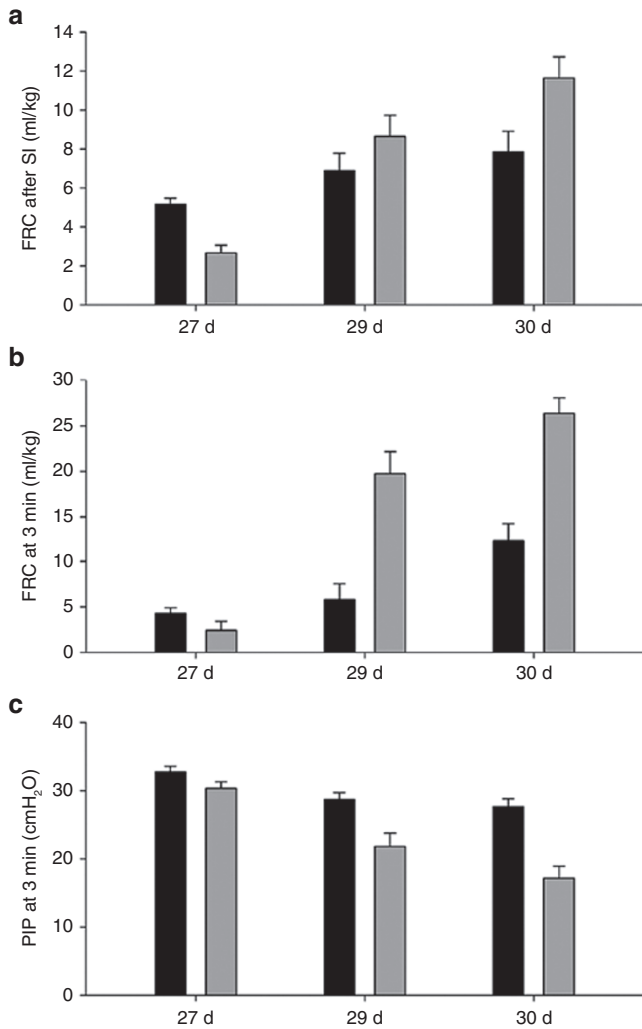 a
FRC after SI (ml/kg)
14
12
10
8
6
4
2
0
27 d 29 d 30 d
b
FRC at 3 min (ml/kg)
30
25
20
15
10
5
0
27 d 29 d 30 d
c
PIP at 3 min (cmH₂O)
40
30
20
10
0
27 d 29 d 30 d